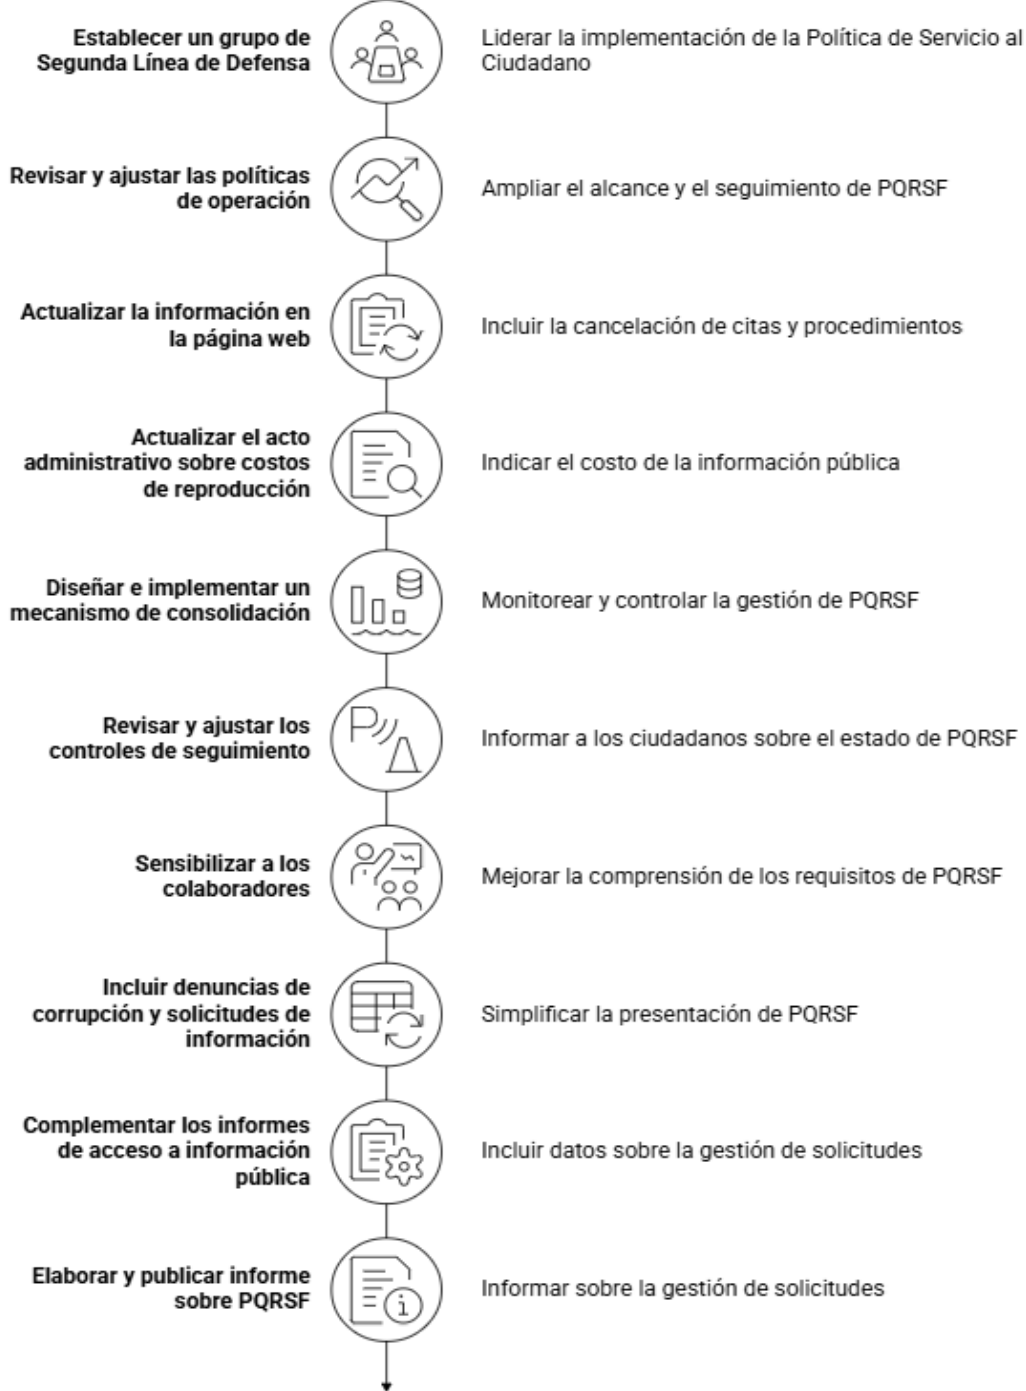 Establecer un grupo de
Segunda Línea de Defensa
Liderar la implementación de la Política de Servicio al
Ciudadano
Revisar y ajustar las políticas
de operación
Ampliar el alcance y el seguimiento de PQRSF
Actualizar la información en
la página web
Incluir la cancelación de citas y procedimientos
Actualizar el acto
administrativo sobre costos
de reproducción
Indicar el costo de la información pública
Diseñar e implementar un
mecanismo de consolidación
Monitorear y controlar la gestión de PQRSF
Revisar y ajustar los
controles de seguimiento
P
Informar a los ciudadanos sobre el estado de PQRSF
Sensibilizar a los
colaboradores
Mejorar la comprensión de los requisitos de PQRSF
Incluir denuncias de
corrupción y solicitudes de
información
Simplificar la presentación de PQRSF
Complementar los informes
de acceso a información
pública
Incluir datos sobre la gestión de solicitudes
Elaborar y publicar informe
sobre PQRSF
i
Informar sobre la gestión de solicitudes